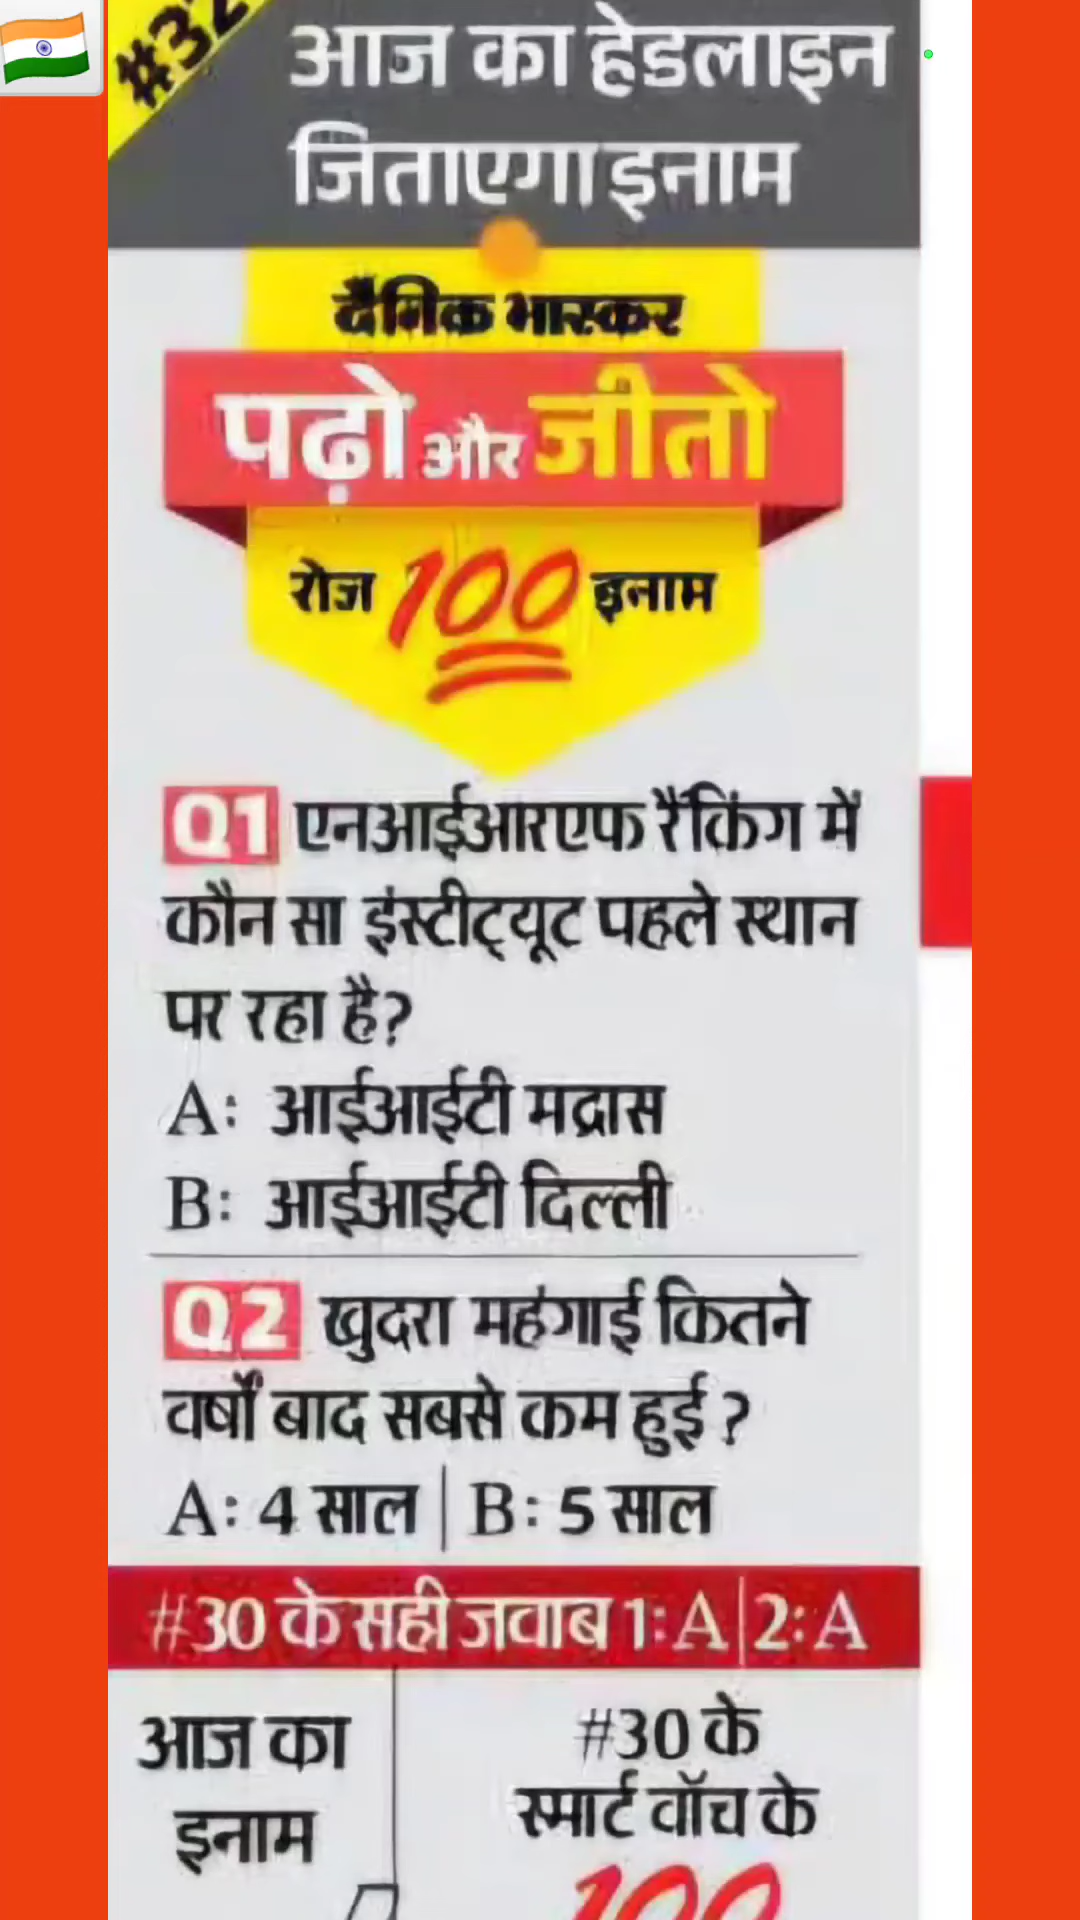 #32
आज का हेडलाइन
जिताएगा इनाम
दैनिक भास्कर
पढ़ो और जीतो
रोज 100 इनाम
Q1 एनआईआरएफ रैंकिंग में
कौन सा इंस्टीट्यूट पहले स्थान
पर रहा है?
A: आईआईटी मद्रास
B: आईआईटी दिल्ली
Q2 खुदरा महंगाई कितने
वर्षों बाद सबसे कम हुई ?
A: 4 साल | B: 5 साल
#30 के सही जवाब 1: A | 2: A
आज का
इनाम
#30 के
स्मार्ट वॉच के
100